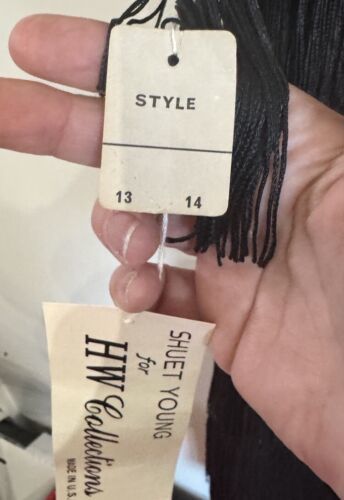 STYLE
13 14
SHUET YOUNG
for
HW Collections
MADE IN U.S.